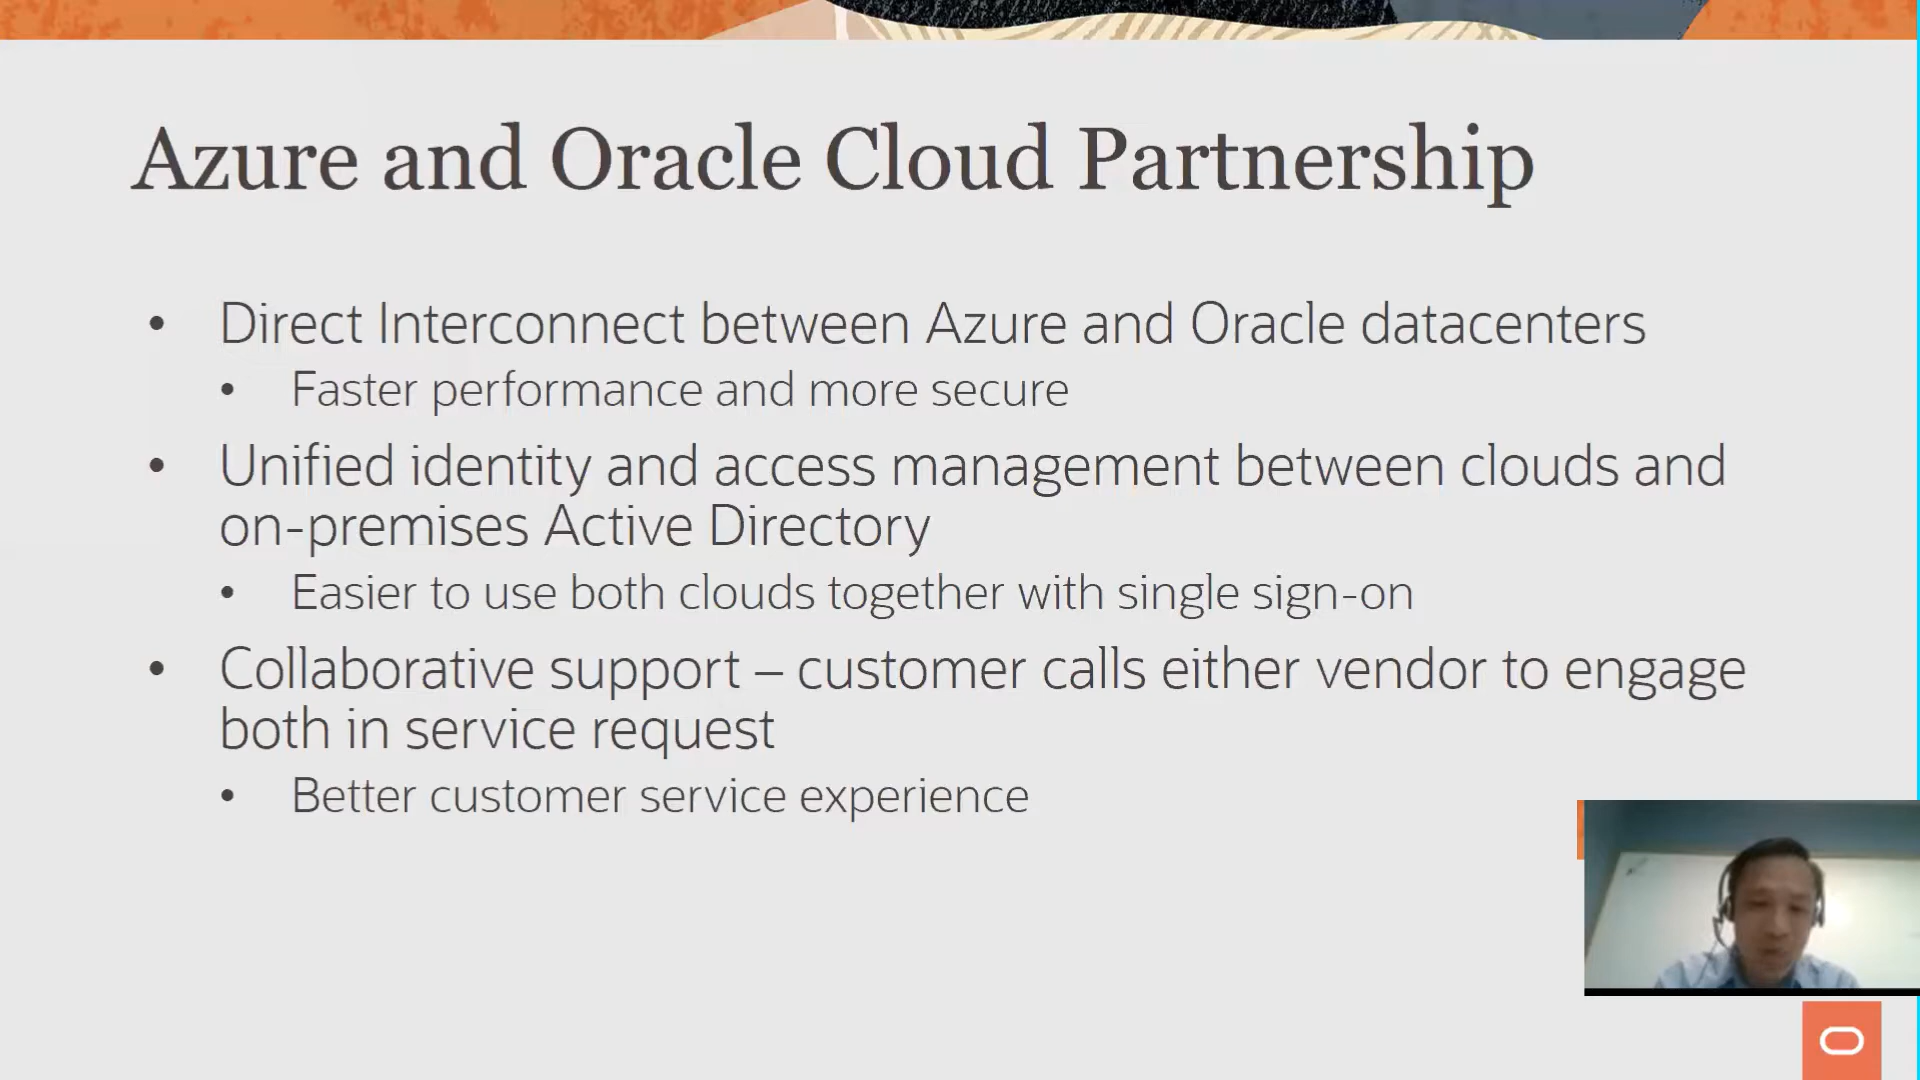 Azure and Oracle Cloud Partnership
• Direct Interconnect between Azure and Oracle datacenters
• Faster performance and more secure
• Unified identity and access management between clouds and
on-premises Active Directory
• Easier to use both clouds together with single sign-on
• Collaborative support – customer calls either vendor to engage
both in service request
• Better customer service experience